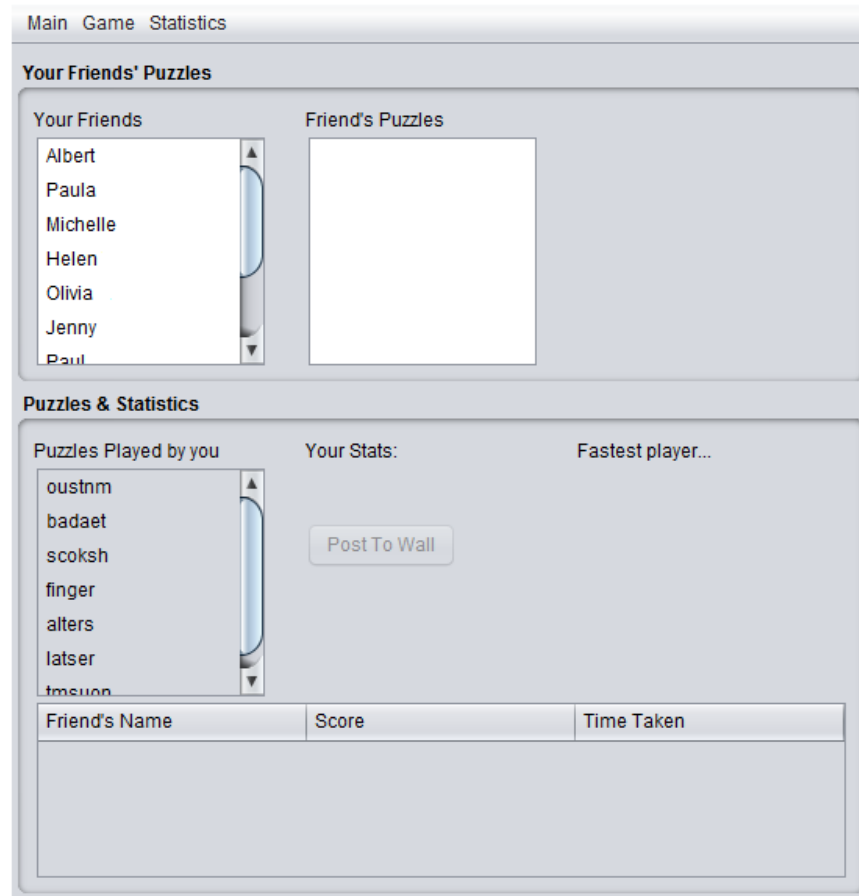 Main Game Statistics
Your Friends' Puzzles
Your Friends
Friend's Puzzles
Albert
Paula
Michelle
Helen
Olivia
Jenny
Paul
Puzzles & Statistics
Puzzles Played by you
Your Stats:
Fastest player...
oustnm
badaet
scoksh
finger
alters
latser
tmsuon
Post To Wall
Friend's Name Score Time Taken